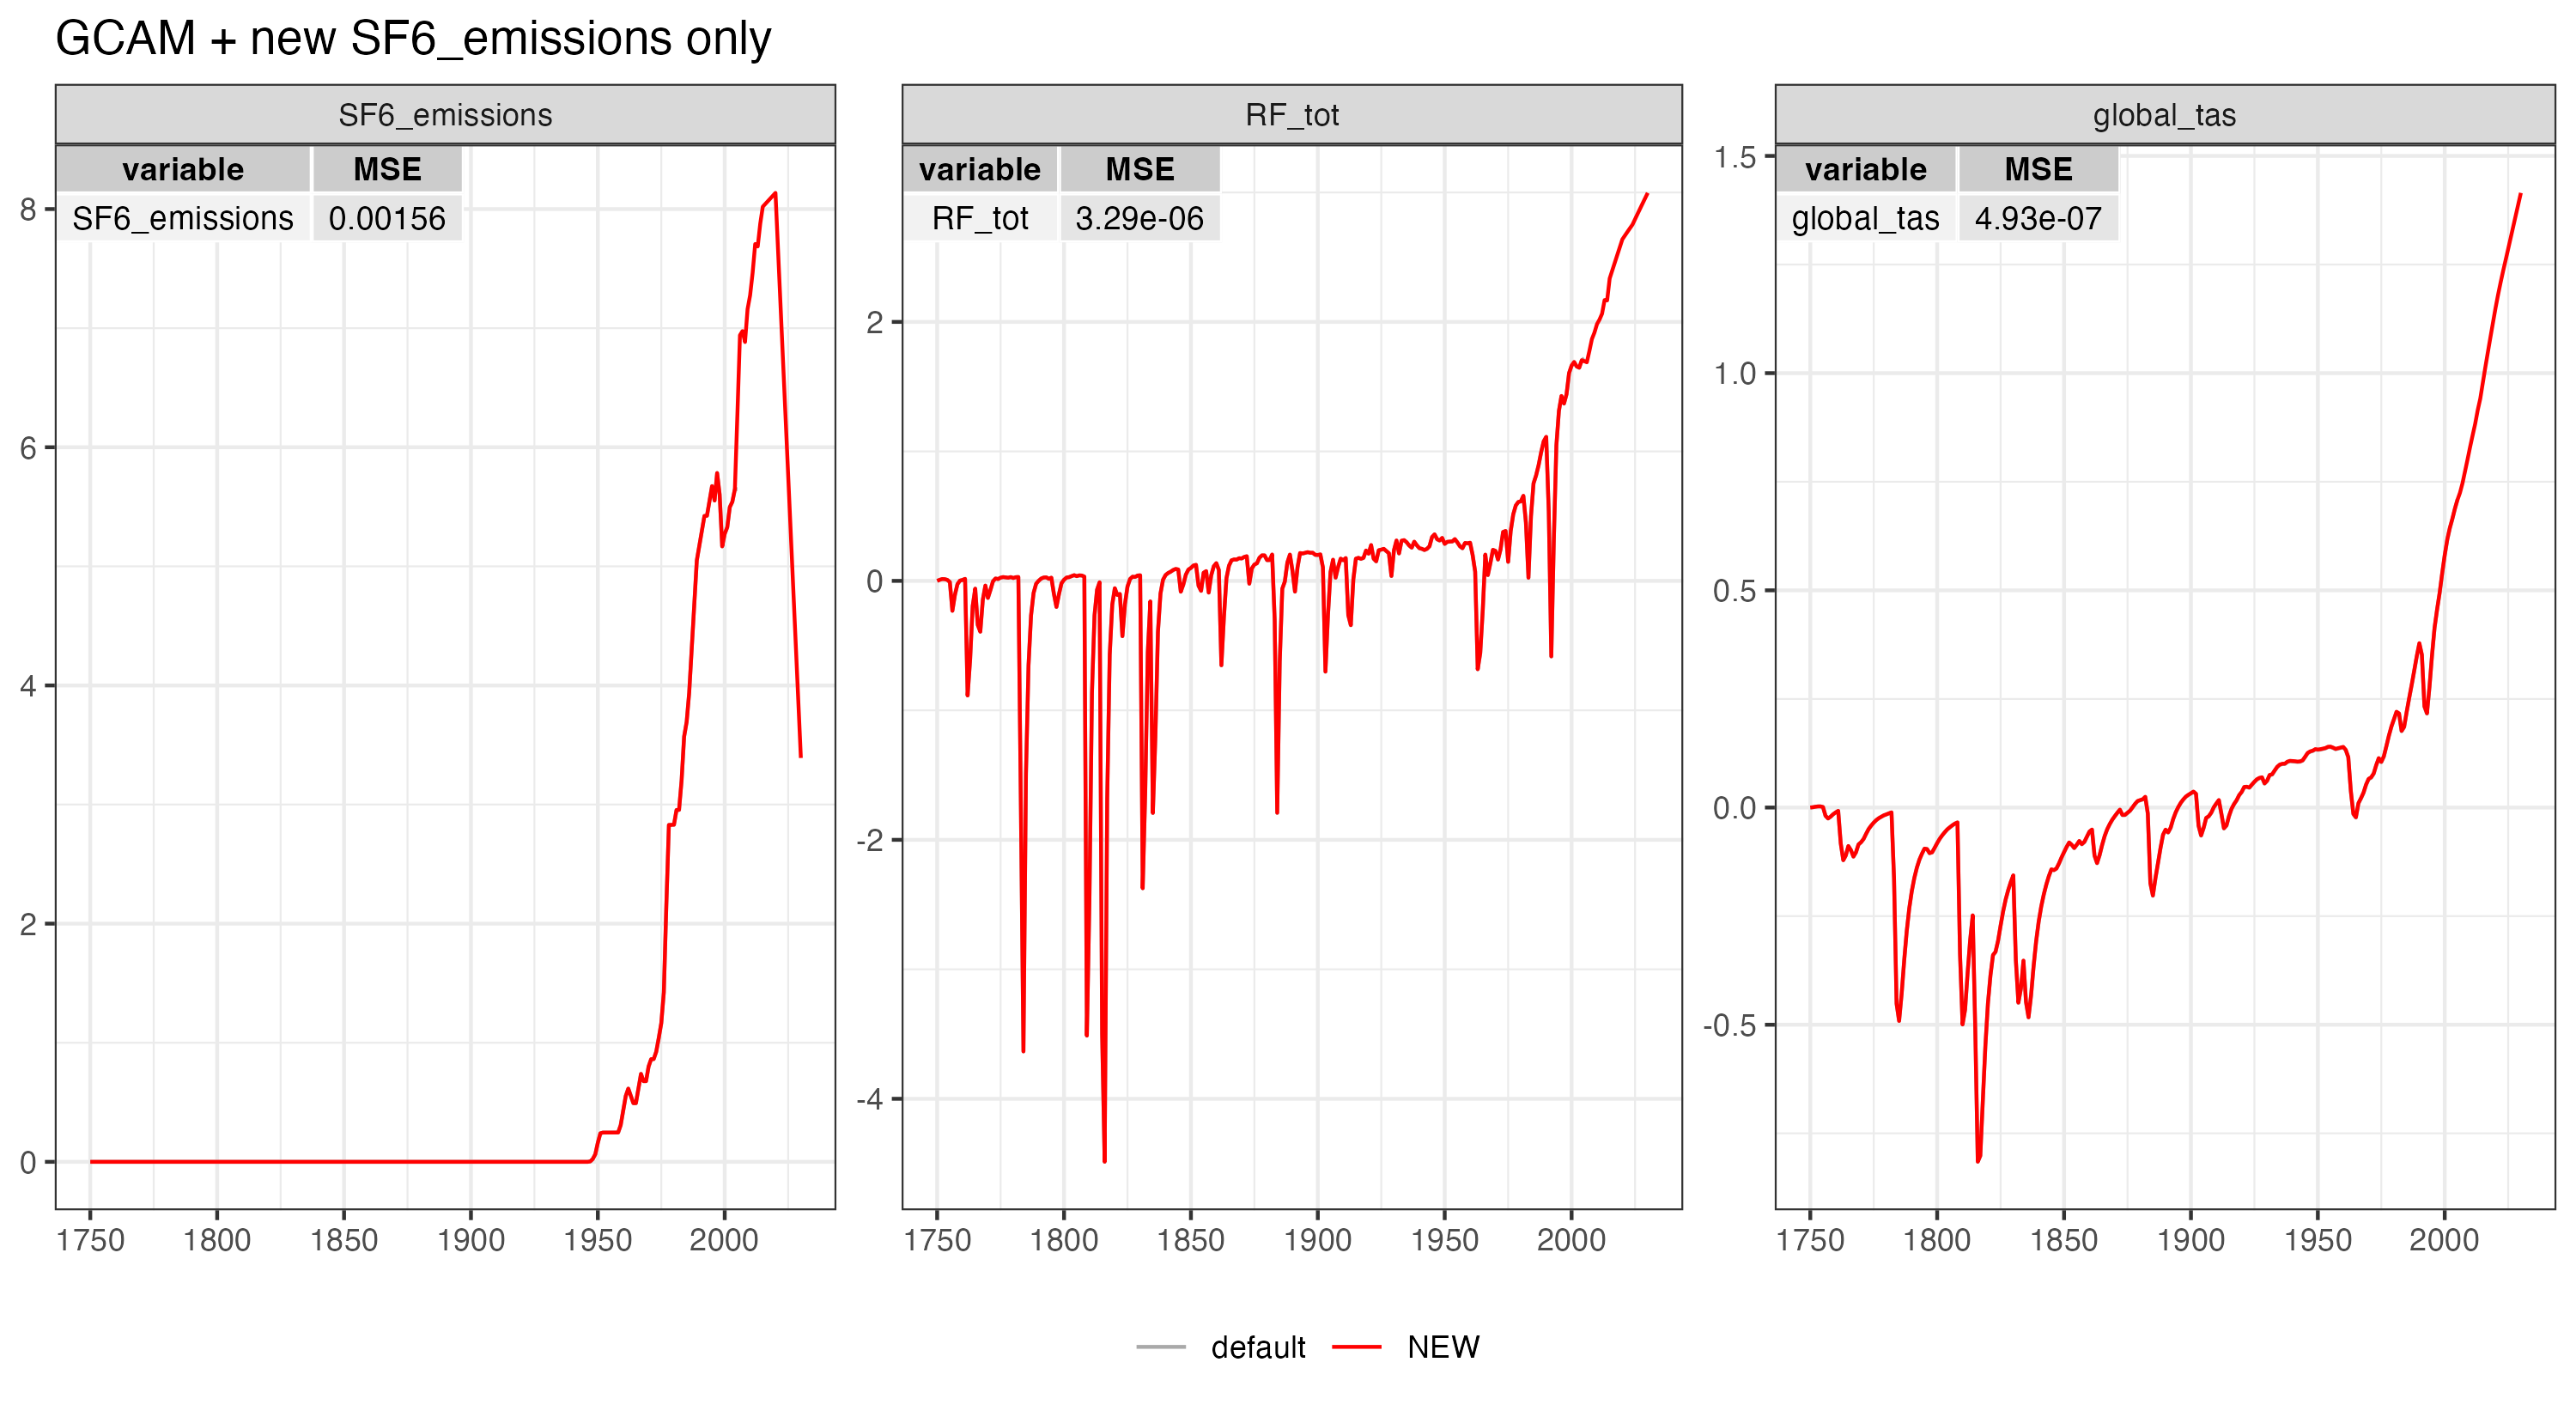 GCAM + new SF6_emissions only
SF6_emissions
variable MSE
SF6_emissions 0.00156
8
6
4
2
0
1750 1800 1850 1900 1950 2000
RF_tot
variable MSE
RF_tot 3.29e-06
2
0
-2
-4
1750 1800 1850 1900 1950 2000
global_tas
variable MSE
global_tas 4.93e-07
1.5
1.0
0.5
0.0
-0.5
1750 1800 1850 1900 1950 2000
default NEW